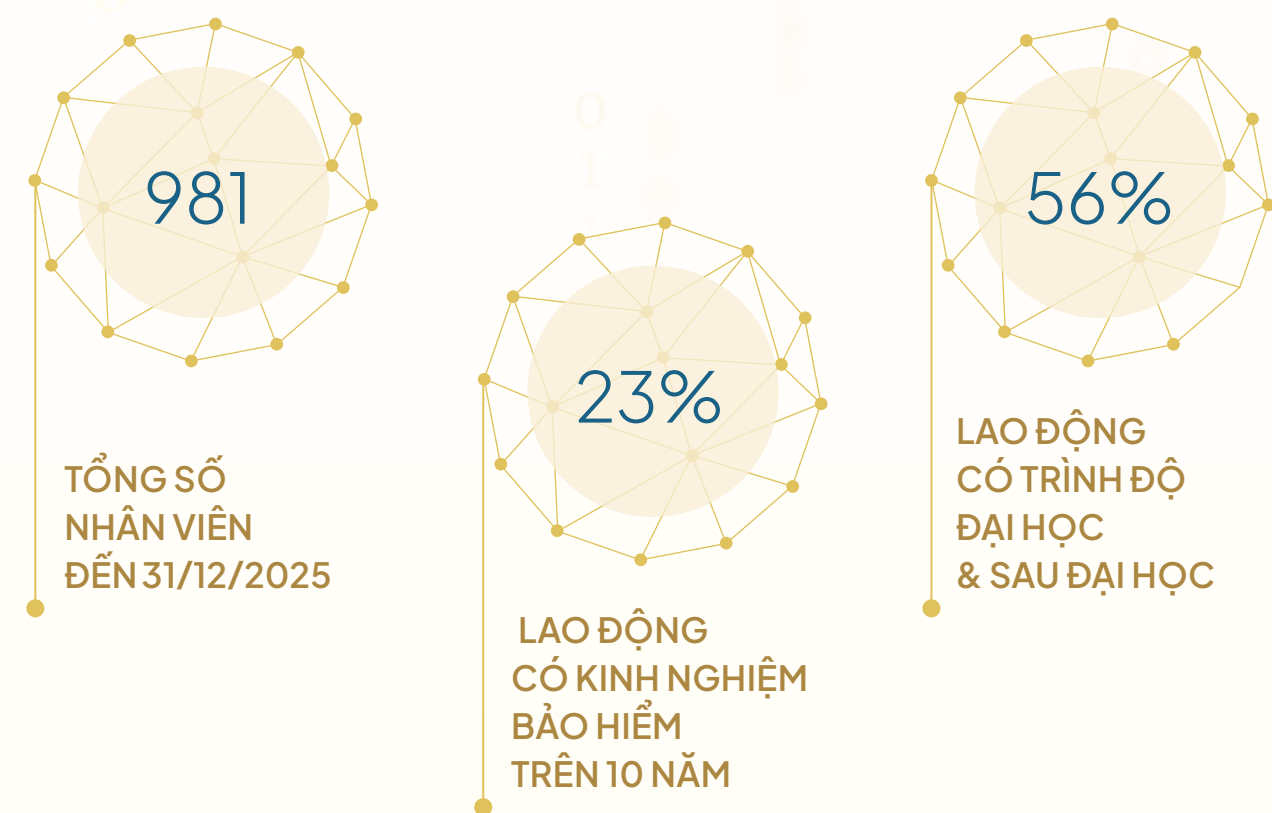 981
TỔNG SỐ
NHÂN VIÊN
ĐẾN 31/12/2025
23%
LAO ĐỘNG
CÓ KINH NGHIỆM
BẢO HIỂM
TRÊN 10 NĂM
56%
LAO ĐỘNG
CÓ TRÌNH ĐỘ
ĐẠI HỌC
& SAU ĐẠI HỌC